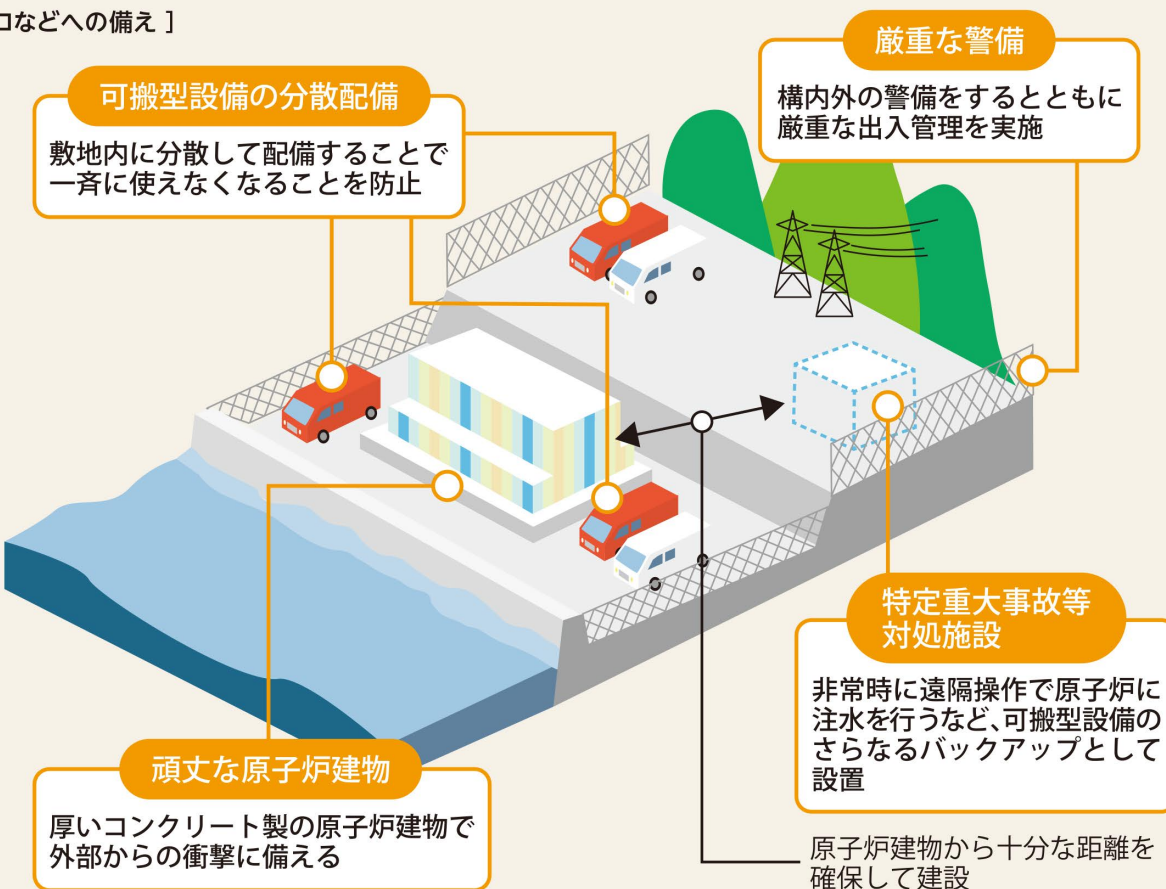 ロなどへの備え ]
厳重な警備
構内外の警備をするとともに
厳重な出入管理を実施
可搬型設備の分散配備
敷地内に分散して配備することで
一斉に使えなくなることを防止
特定重大事故等
対処施設
非常時に遠隔操作で原子炉に
注水を行うなど、可搬型設備の
さらなるバックアップとして
設置
頑丈な原子炉建物
厚いコンクリート製の原子炉建物で
外部からの衝撃に備える
原子炉建物から十分な距離を
確保して建設